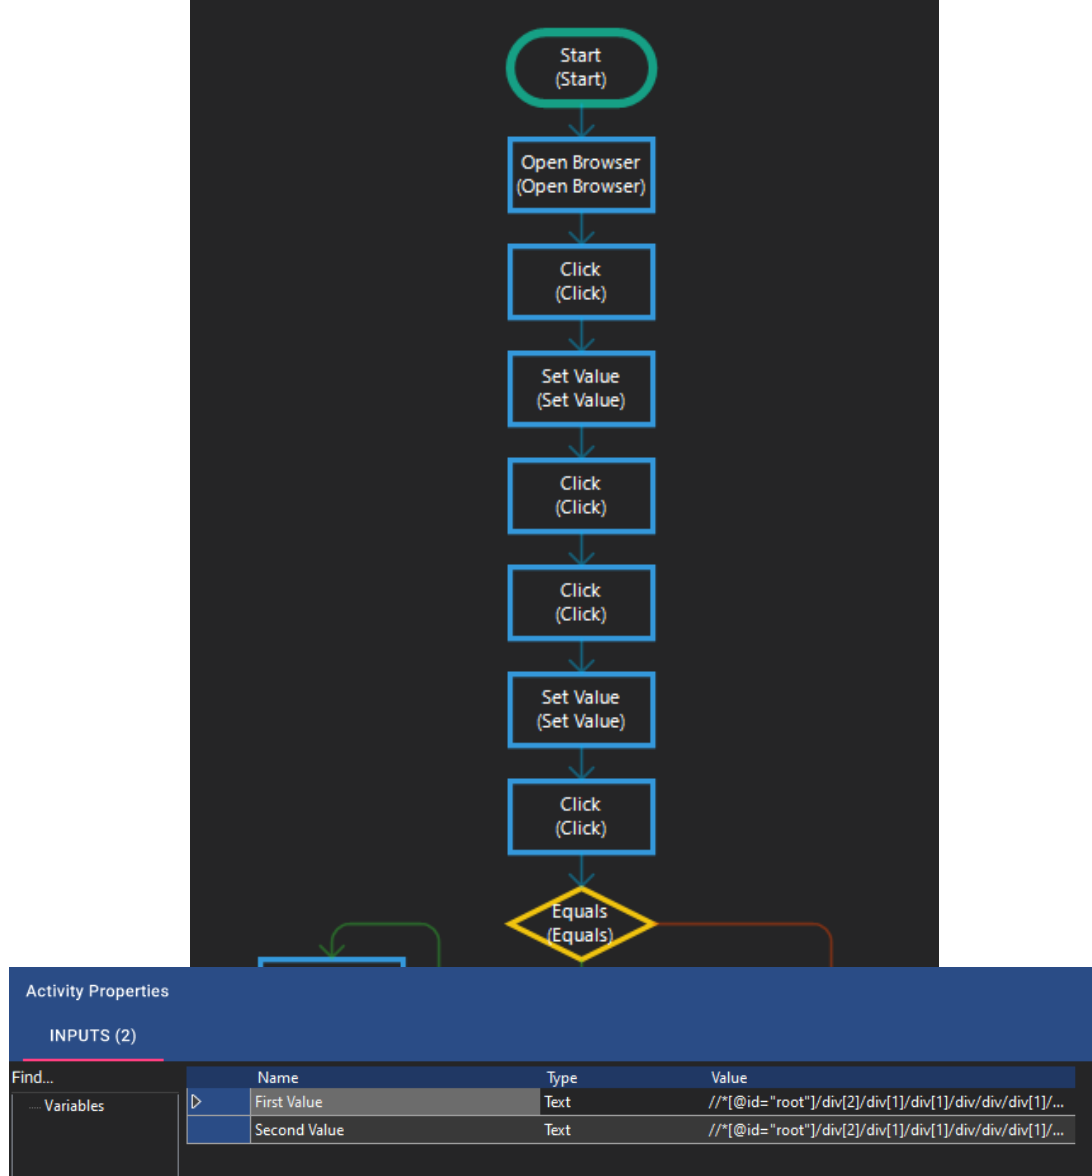 Start
(Start)
Open Browser
(Open Browser)
Click
(Click)
Set Value
(Set Value)
Click
(Click)
Click
(Click)
Set Value
(Set Value)
Click
(Click)
Equals
(Equals)
Activity Properties
INPUTS (2)
Find...
Variables
Name Type Value
First Value Text //*[@id="root"]/div[2]/div[1]/div[1]/div/div/div[1]/...
Second Value Text //*[@id="root"]/div[2]/div[1]/div[1]/div/div/div[1]/...